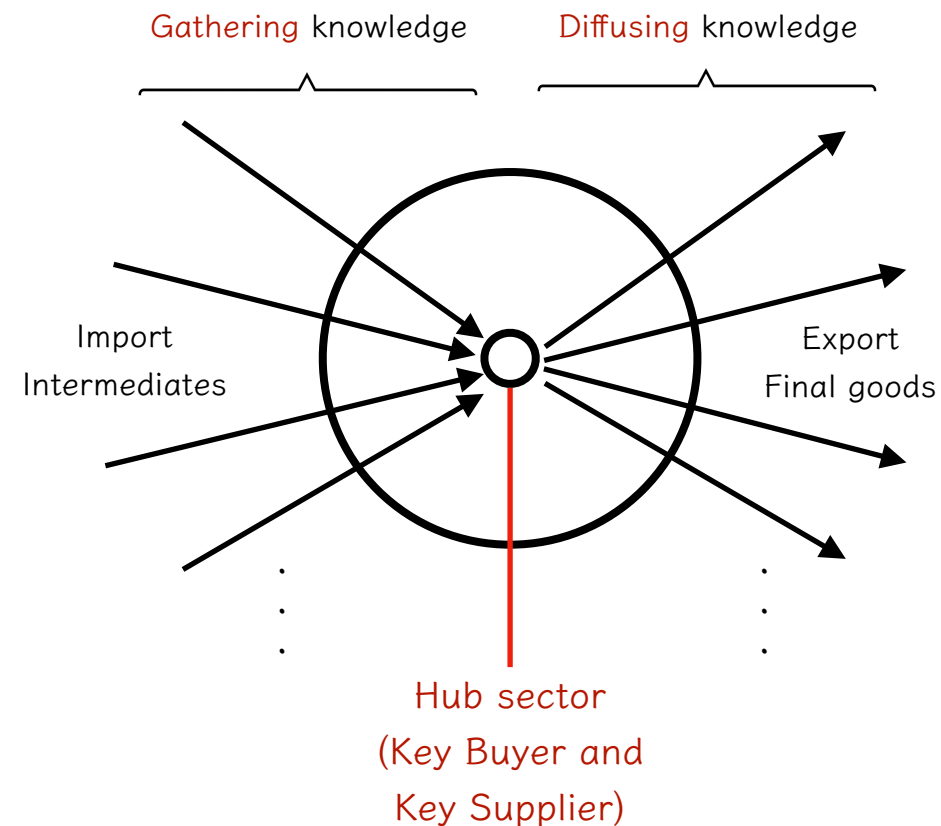 Gathering knowledge
Diffusing knowledge
Import
Intermediates
Export
Final goods
Hub sector
(Key Buyer and
Key Supplier)